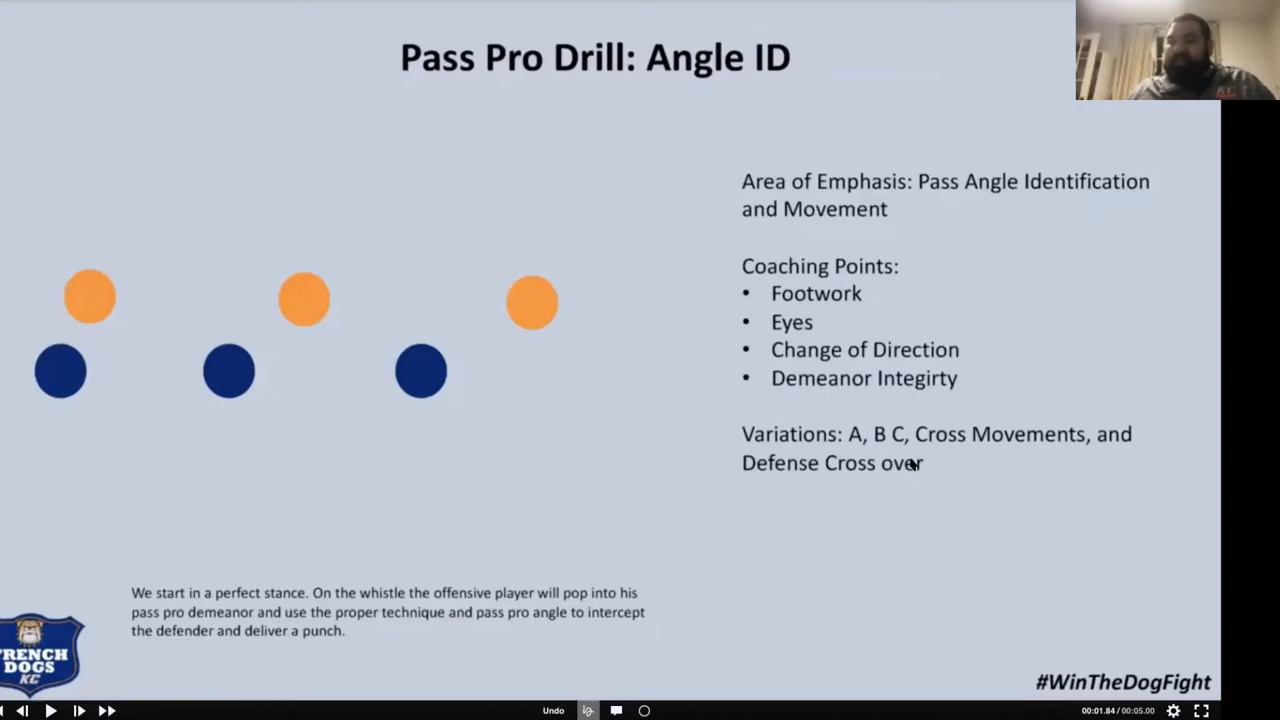 Pass Pro Drill: Angle ID
Area of Emphasis: Pass Angle Identification
and Movement
Coaching Points:
• Footwork
• Eyes
• Change of Direction
• Demeanor Integirty
Variations: A, B C, Cross Movements, and
Defense Cross over
We start in a perfect stance. On the whistle the offensive player will pop into his
pass pro demeanor and use the proper technique and pass pro angle to intercept
the defender and deliver a punch.
TRENCH
DOGS
KC
#WinTheDogFight
KC
Undo
00:01.84 / 00:05.00